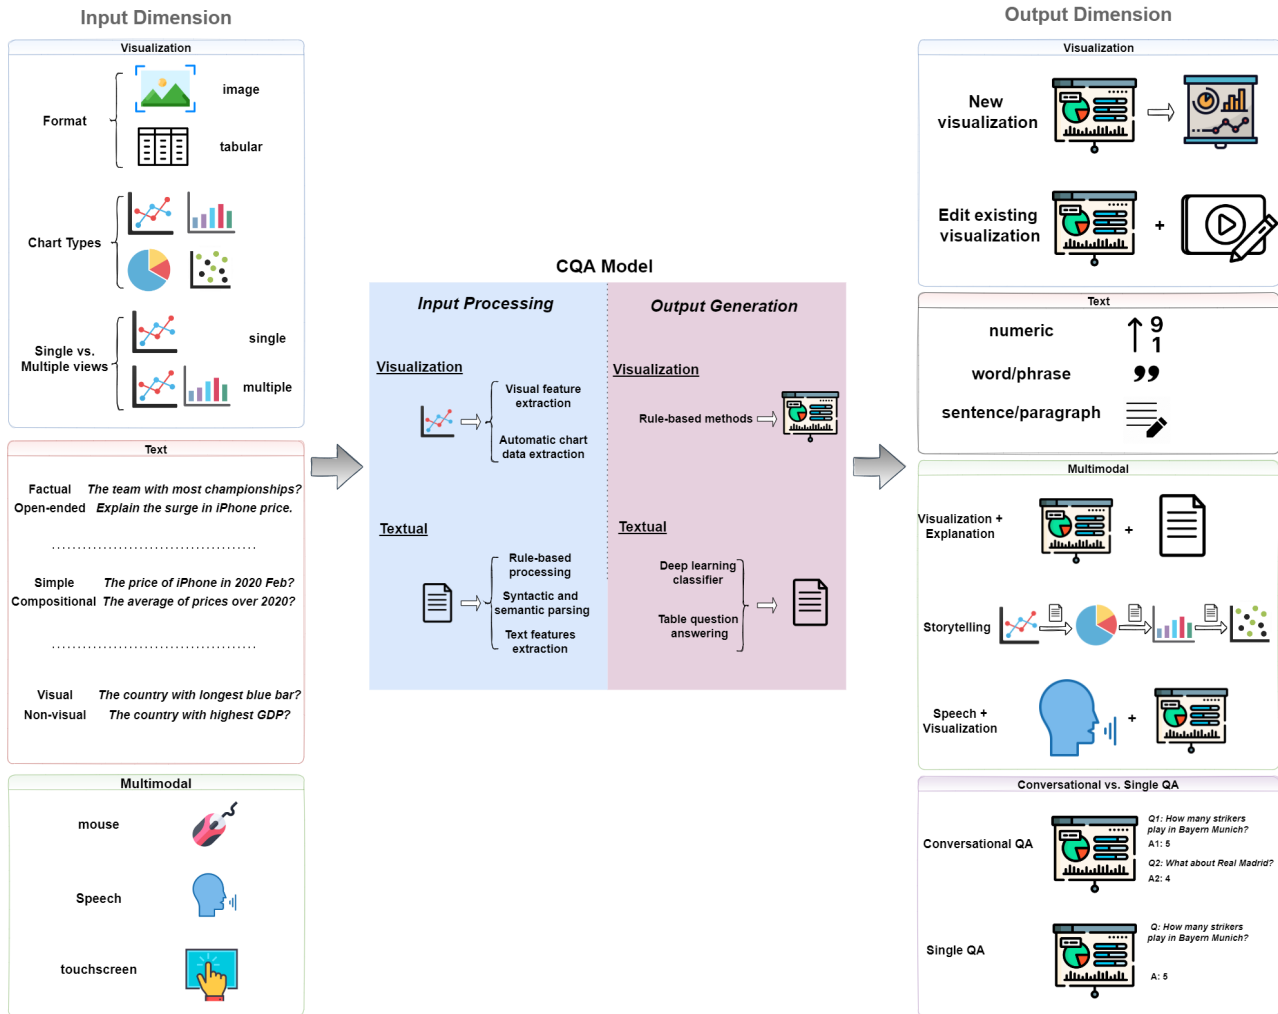 Input Dimension
Visualization
Format
image
tabular
Chart Types
Single vs.
Multiple views
single
multiple
Text
Factual The team with most championships?
Open-ended Explain the surge in iPhone price.
Simple The price of iPhone in 2020 Feb?
Compositional The average of prices over 2020?
Visual The country with longest blue bar?
Non-visual The country with highest GDP?
Multimodal
mouse
Speech
touchscreen
CQA Model
Input Processing
Visualization
Visual feature
extraction
Automatic chart
data extraction
Textual
Rule-based
processing
Syntactic and
semantic parsing
Text features
extraction
Output Generation
Visualization
Rule-based methods
Textual
Deep learning
classifier
Table question
answering
Output Dimension
Visualization
New
visualization
Edit existing
visualization
+
Text
numeric
9
1
word/phrase
sentence/paragraph
Multimodal
Visualization +
Explanation
+
Storytelling
Speech +
Visualization
+
Conversational vs. Single QA
Conversational QA
Q1: How many strikers
play in Bayern Munich?
A1: 5
Q2: What about Real Madrid?
A2: 4
Single QA
Q: How many strikers
play in Bayern Munich?
A: 5